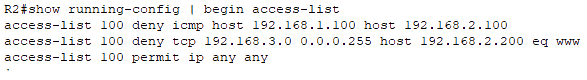 R2#show running-config | begin access-list
access-list 100 deny icmp host 192.168.1.100 host 192.168.2.100
access-list 100 deny tcp 192.168.3.0 0.0.0.255 host 192.168.2.200 eq www
access-list 100 permit ip any any